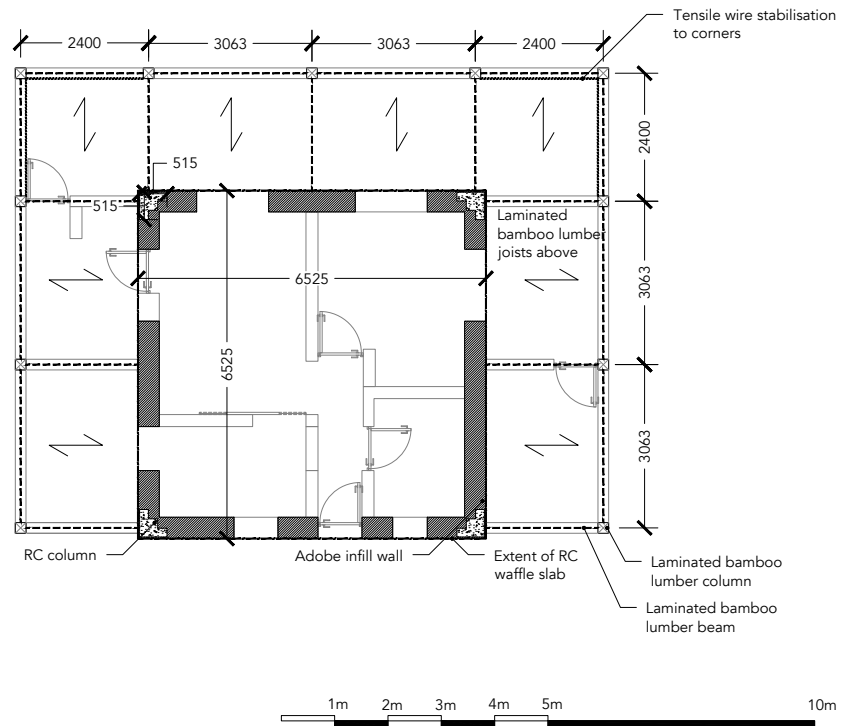 Tensile wire stabilisation
to corners
2400
3063
3063
2400
2400
515
515
Laminated
bamboo lumber
joists above
6525
3063
6525
3063
RC column
Adobe infill wall
Extent of RC
waffle slab
Laminated bamboo
lumber column
Laminated bamboo
lumber beam
1m
2m
3m
4m
5m
10m